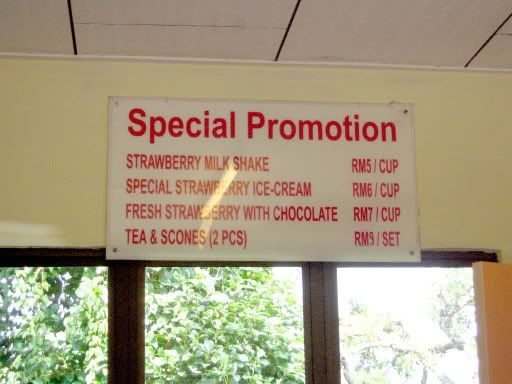 Special Promotion
STRAWBERRY MILK SHAKE RM5 / CUP
SPECIAL STRAWBERRY ICE-CREAM RM6 / CUP
FRESH STRAWBERRY WITH CHOCOLATE RM7 / CUP
TEA & SCONES (2 PCS) RM9 / SET